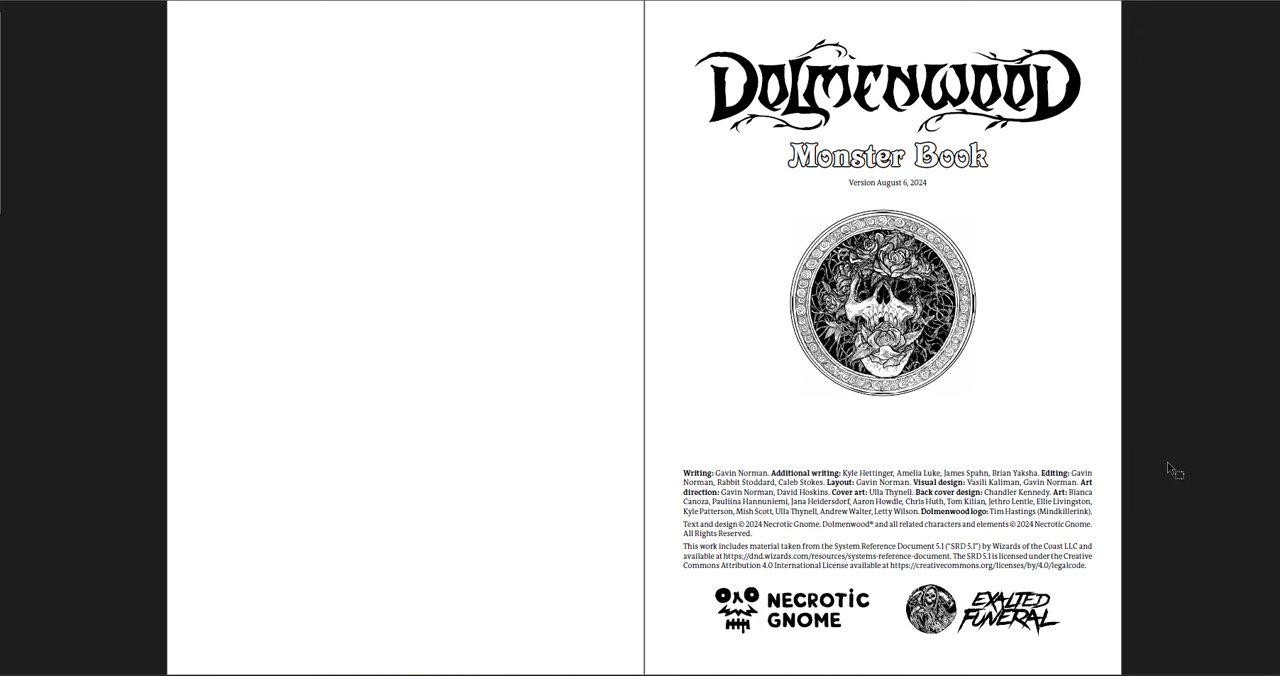 DOLMENWOOD
Monster Book
Version August 6, 2024
Writing: Gavin Norman. Additional writing: Kyle Hettinger, Amelia Luke, James Spahn, Brian Yaksha. Editing: Gavin
Norman, Rabbit Stoddard, Caleb Stokes. Layout: Gavin Norman. Visual design: Vasili Kaliman, Gavin Norman. Art
direction: Gavin Norman, David Hoskins. Cover art: Ulla Thynell. Back cover design: Chandler Kennedy. Art: Bianca
Canoza, Pauliina Hannuniemi, Jana Heidersdorf, Aaron Howdle, Chris Huth, Tom Kilian, Jethro Lentle, Ellie Livingston,
Kyle Patterson, Mish Scott, Ulla Thynell, Andrew Walter, Letty Wilson. Dolmenwood logo: Tim Hastings (Mindkillerink).
Text and design © 2024 Necrotic Gnome. Dolmenwood® and all related characters and elements © 2024 Necrotic Gnome.
All Rights Reserved.
This work includes material taken from the System Reference Document 5.1 (“SRD 5.1”) by Wizards of the Coast LLC and
available at https://dnd.wizards.com/resources/systems-reference-document. The SRD 5.1 is licensed under the Creative
Commons Attribution 4.0 International License available at https://creativecommons.org/licenses/by/4.0/legalcode.
NECROTIC
GNOME
EXALTED
FUNERAL